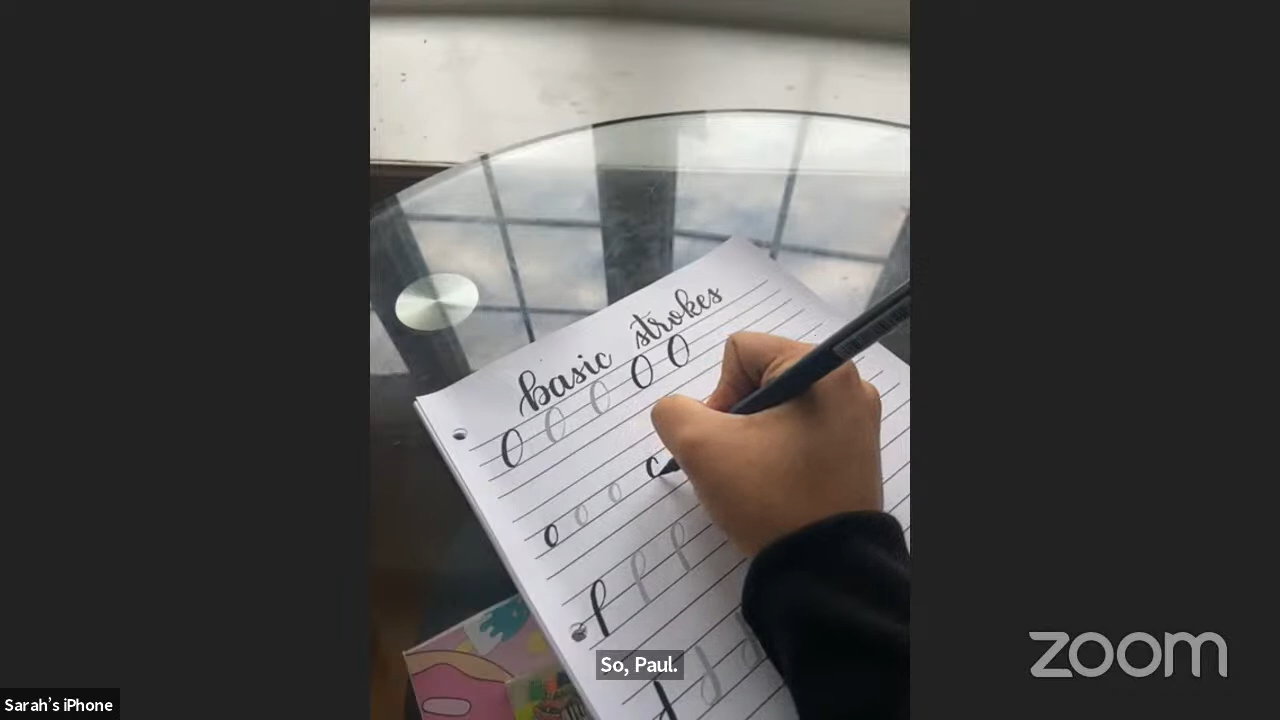 basic strokes
O O O O O
o o o c
So, Paul.
zoom
Sarah's iPhone